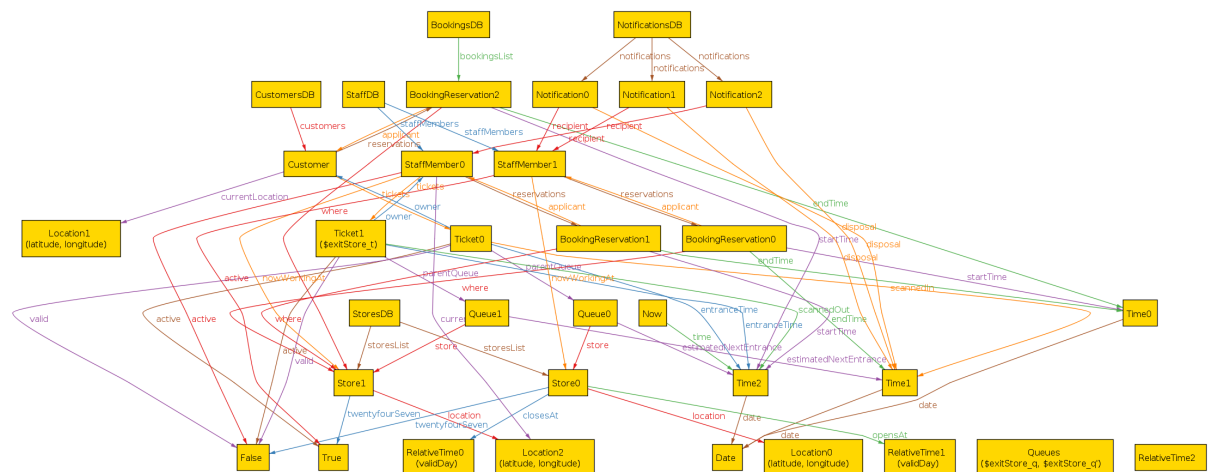 BookingsDB
NotificationsDB
bookingsList
notifications
notifications
notifications
CustomersDB
StaffDB
BookingReservation2
Notification0
Notification1
Notification2
customers
staffMembers
applicant
reservations
staffMembers
recipient
recipient
recipient
Customer
StaffMember0
StaffMember1
currentLocation
tickets
tickets
owner
owner
where
reservations
applicant
reservations
applicant
endTime
startTime
disposal
disposal
disposal
Location1
(latitude, longitude)
Ticket1
($exitStore_t)
Ticket0
BookingReservation1
BookingReservation0
valid
active
active
active
nowWorkingAt
where
where
parentQueue
parentQueue
nowWorkingAt
endTime
scannedIn
startTime
active
valid
StoresDB
Queue1
Queue0
Now
entranceTime
entranceTime
scannedOut
endTime
startTime
Time0
storesList
store
storesList
store
time
estimatedNextEntrance
estimatedNextEntrance
Store1
Store0
Time2
Time1
twentyfourSeven
twentyfourSeven
location
closesAt
location
opensAt
date
date
date
False
True
RelativeTime0
(validDay)
Location2
(latitude, longitude)
Date
Location0
(latitude, longitude)
RelativeTime1
(validDay)
Queues
($exitStore_q, $exitStore_q')
RelativeTime2